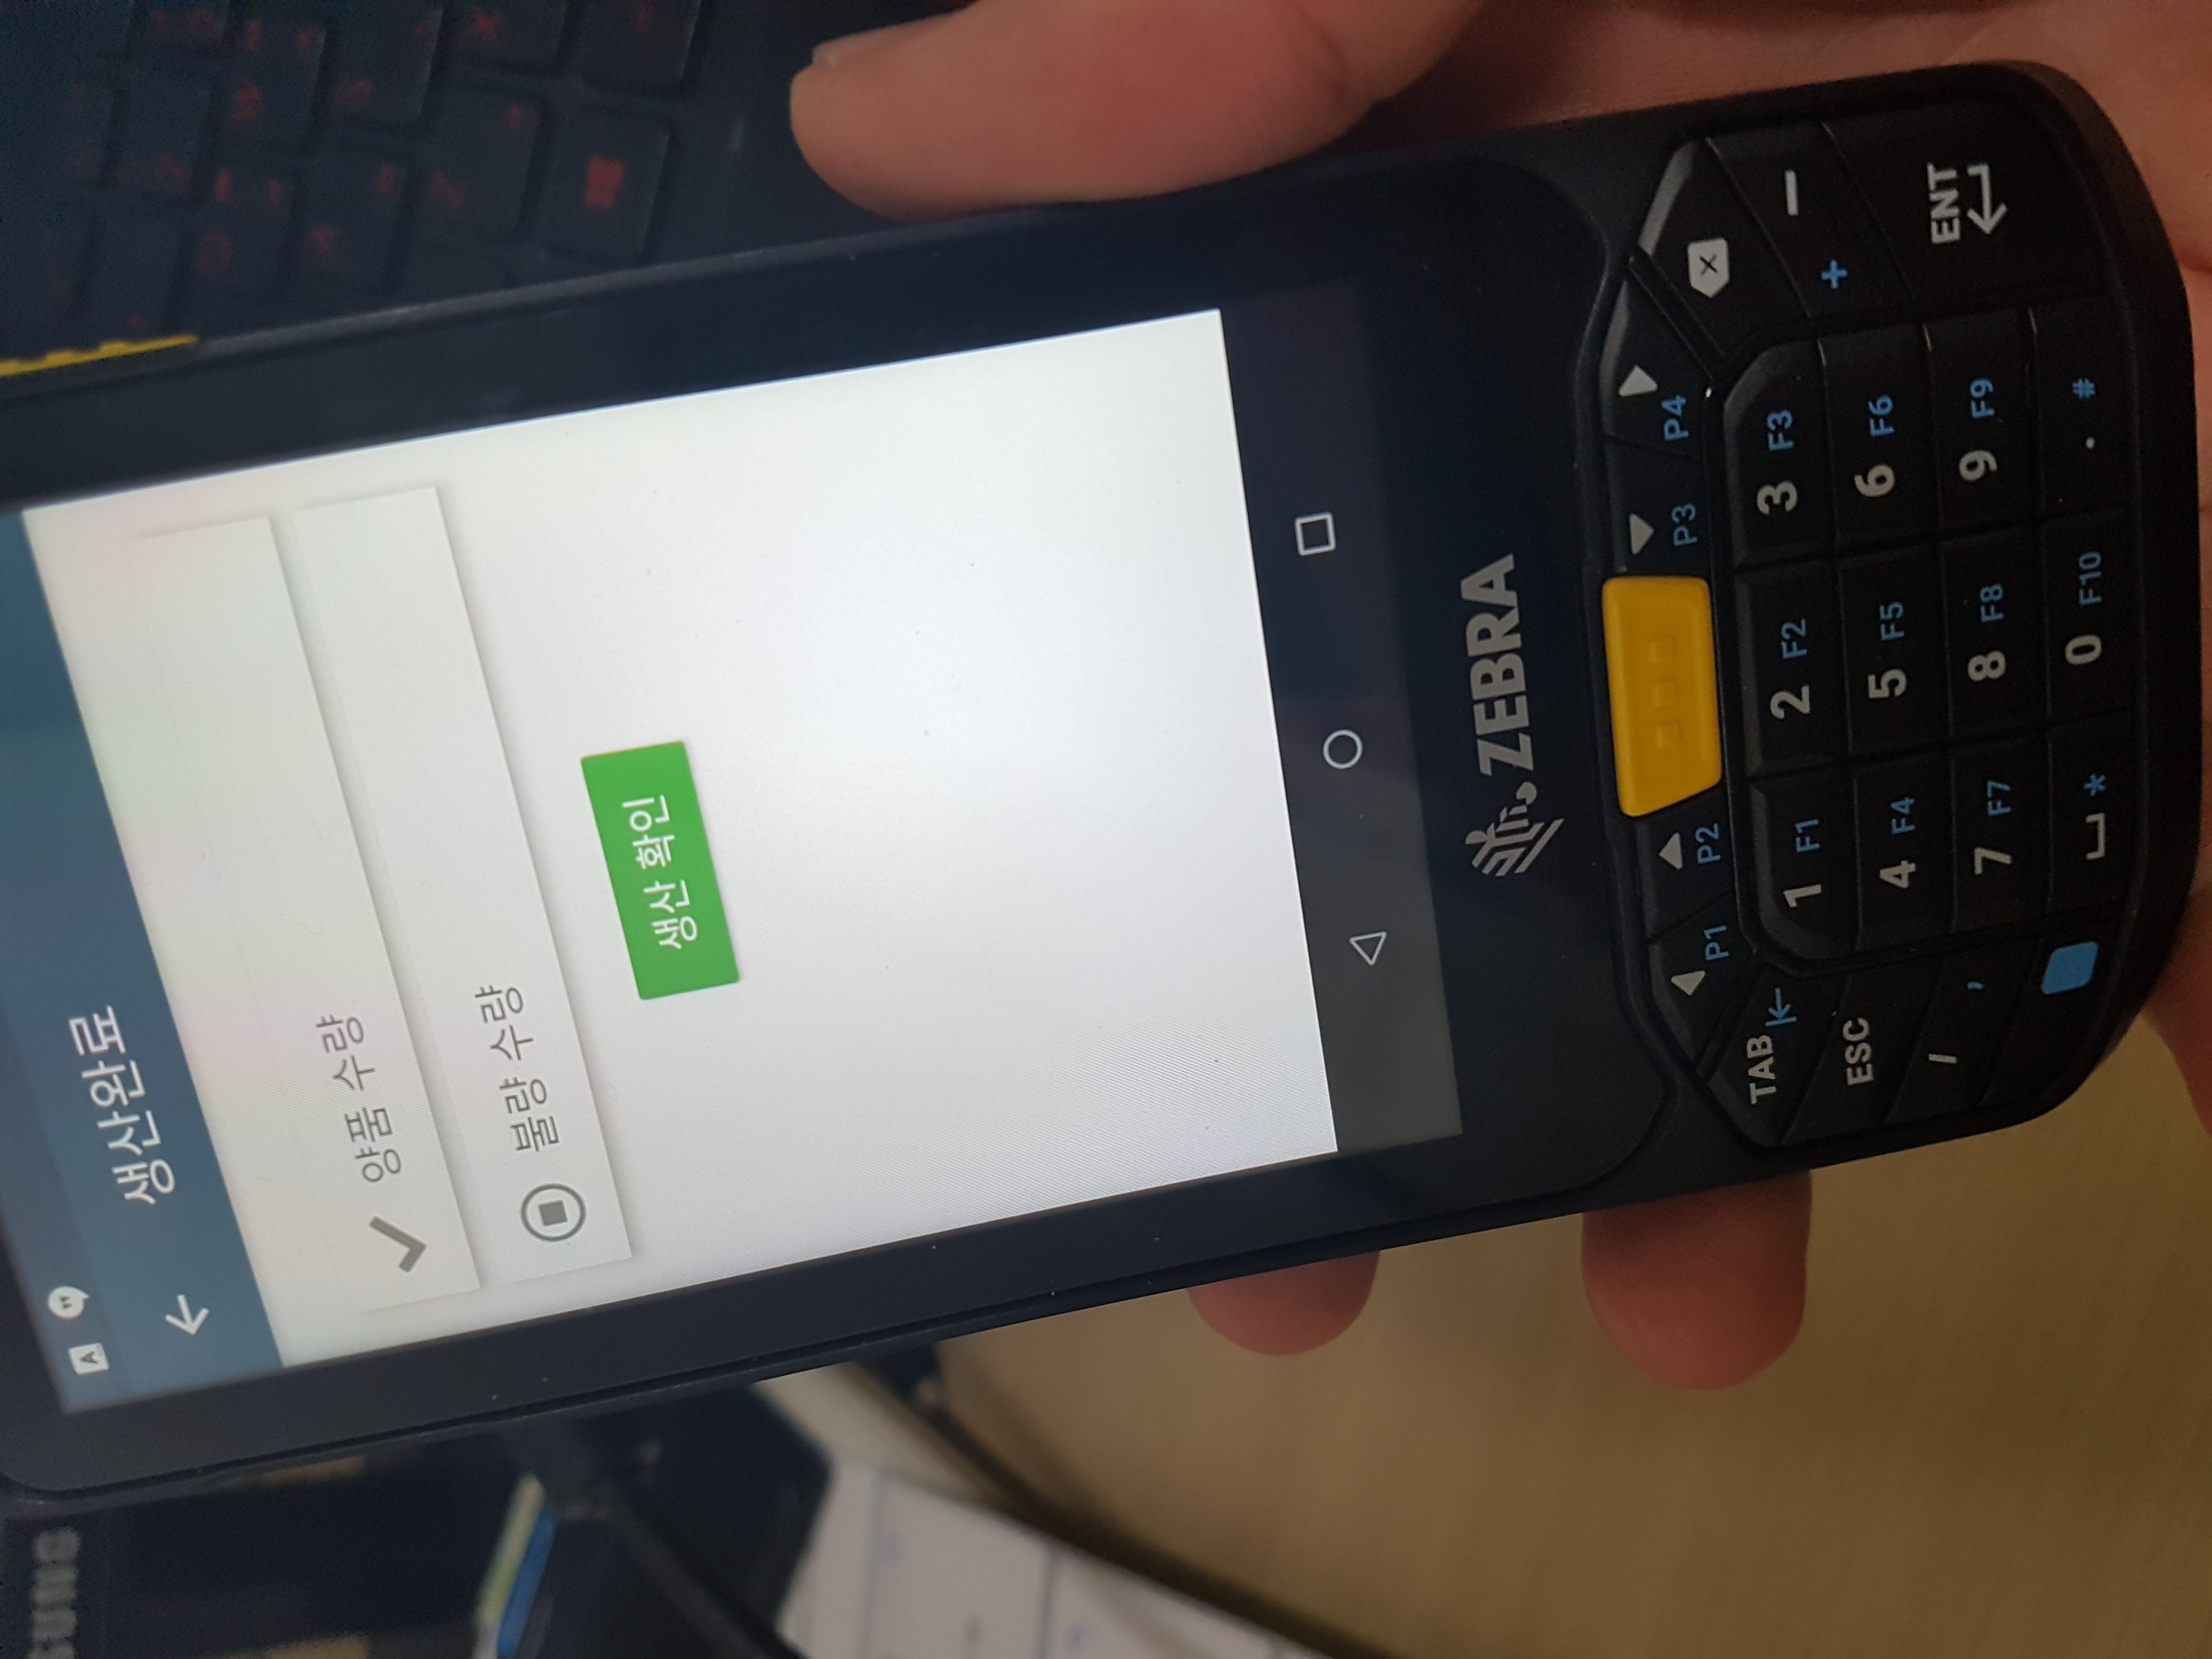 SUNG
A
생산완료
양품 수량
불량 수량
생산 확인
ZEBRA
P1 P2 P3 P4
TAB
1 F1 2 F2 3 F3
- +
ESC
4 F4 5 F5 6 F6
/ ,
7 F7 8 F8 9 F9
ENT
* 0 F10 . #